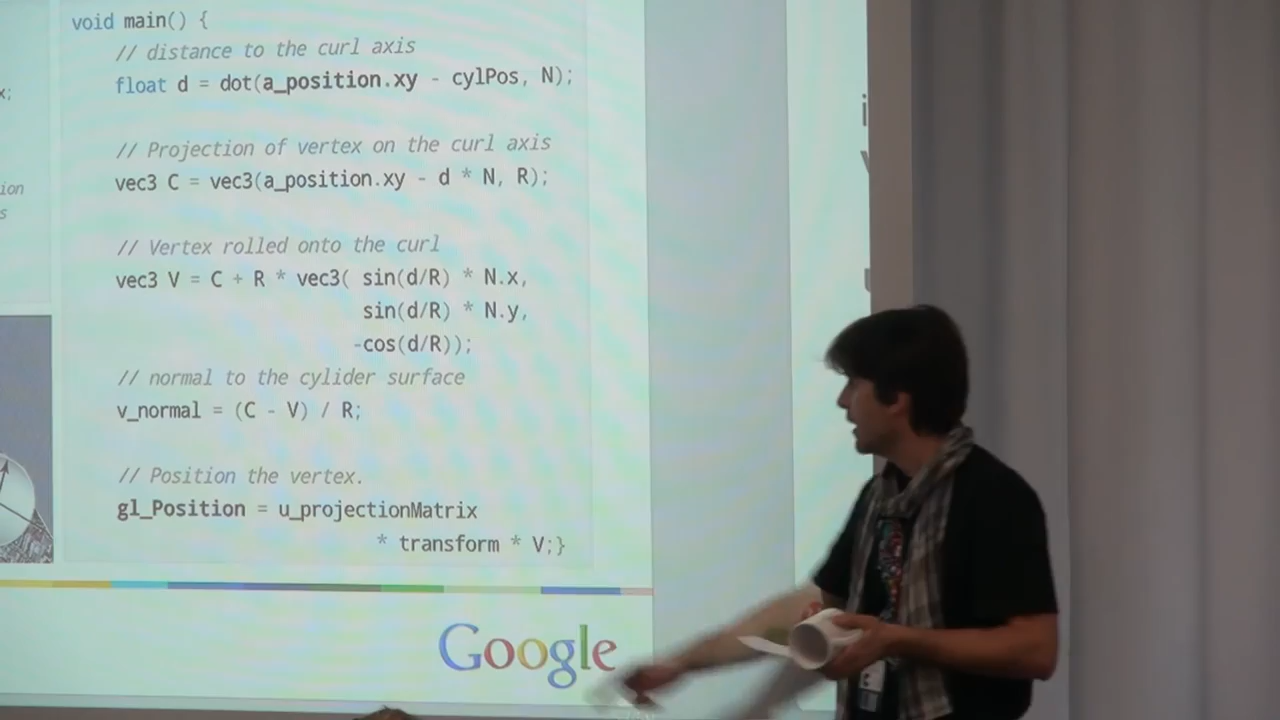 void main() {
// distance to the curl axis
float d = dot(a_position.xy - cylPos, N);
// Projection of vertex on the curl axis
vec3 C = vec3(a_position.xy - d * N, R);
// Vertex rolled onto the curl
vec3 V = C + R * vec3( sin(d/R) * N.x,
sin(d/R) * N.y,
-cos(d/R));
// normal to the cylider surface
v_normal = (C - V) / R;
// Position the vertex.
gl_Position = u_projectionMatrix
* transform * V;}
x;
ion
s
Google